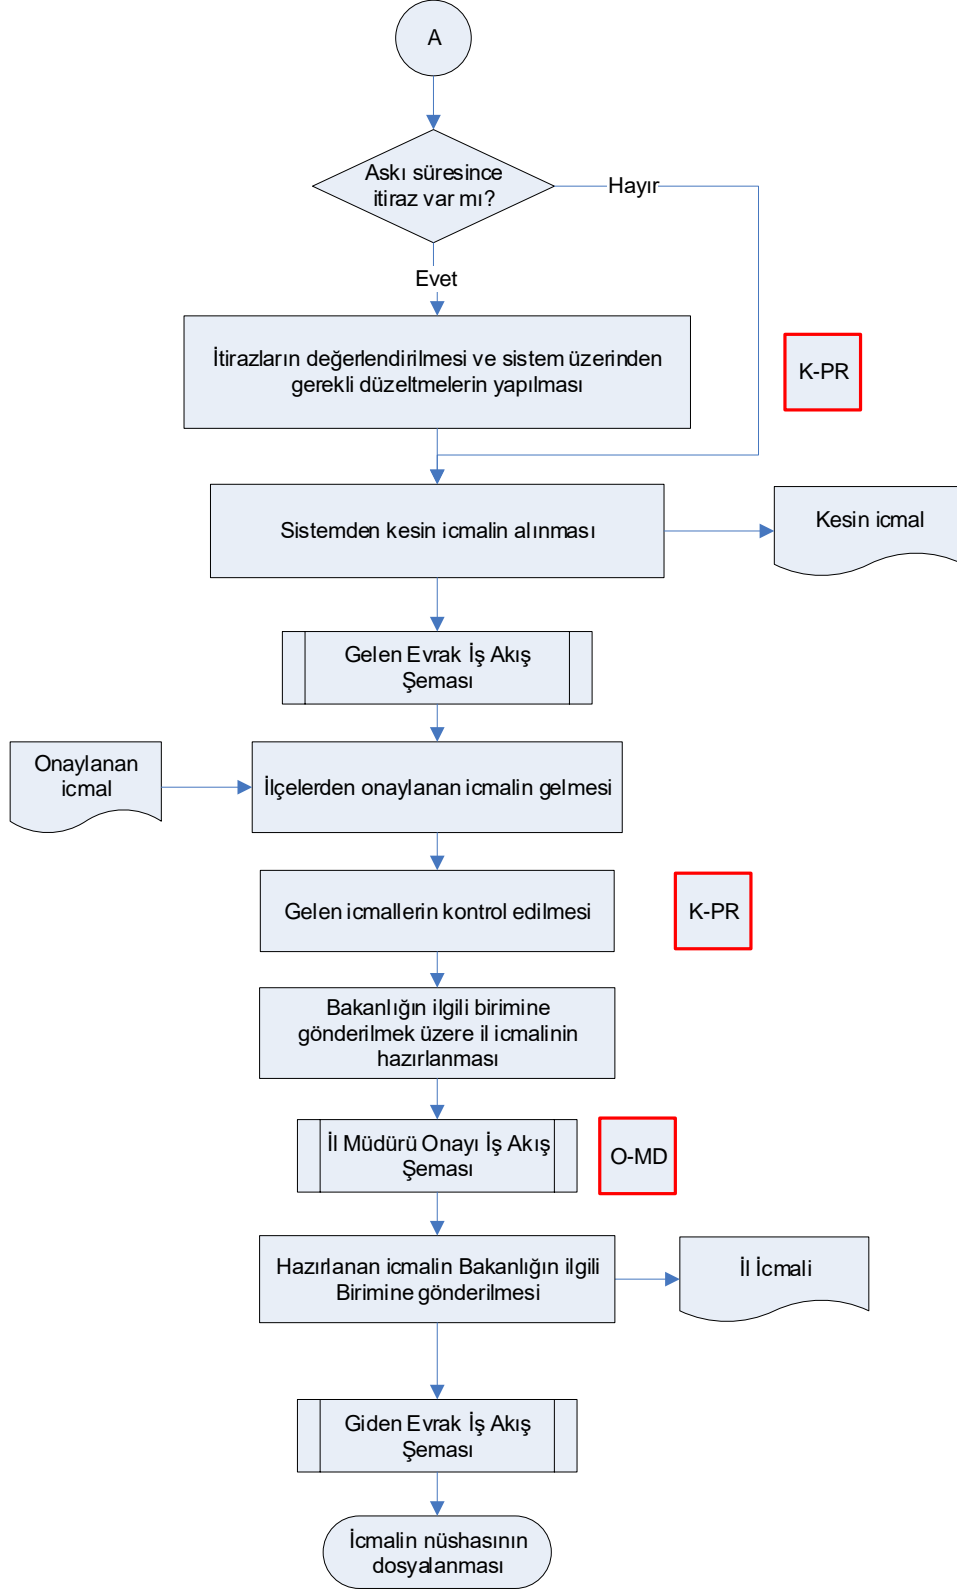 A
Askı süresince
itiraz var mı?
Hayır
Evet
İtirazların değerlendirilmesi ve sistem üzerinden
gerekli düzeltmelerin yapılması
K-PR
Sistemden kesin icmalin alınması
Kesin icmal
Gelen Evrak İş Akış
Şeması
Onaylanan
icmal
İlçelerden onaylanan icmalin gelmesi
Gelen icmallerin kontrol edilmesi
K-PR
Bakanlığın ilgili birimine
gönderilmek üzere il icmalinin
hazırlanması
İl Müdürü Onayı İş Akış
Şeması
O-MD
Hazırlanan icmalin Bakanlığın ilgili
Birimine gönderilmesi
İl İcmali
Giden Evrak İş Akış
Şeması
İcmalin nüshasının
dosyalanması